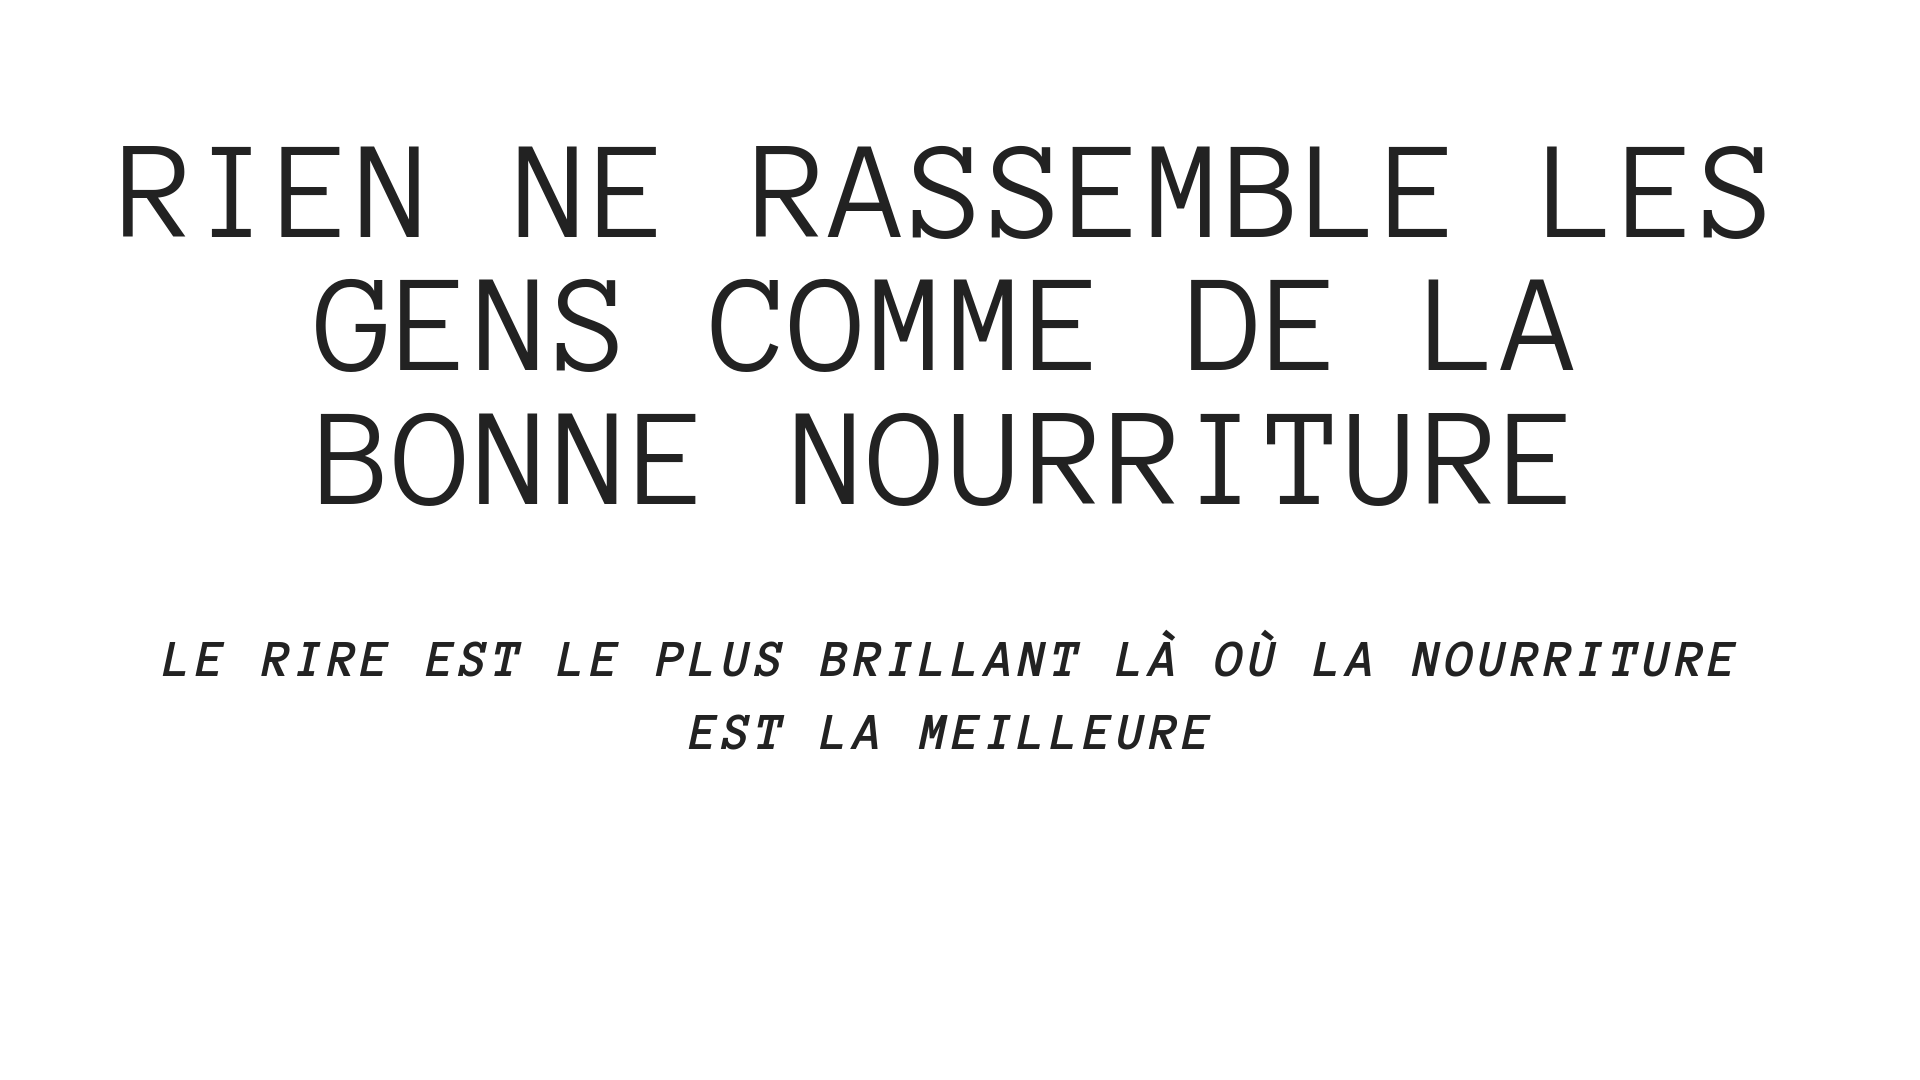 RIEN NE RASSEMBLE LES
GENS COMME DE LA
BONNE NOURRITURE
LE RIRE EST LE PLUS BRILLANT LÀ OÙ LA NOURRITURE
EST LA MEILLEURE